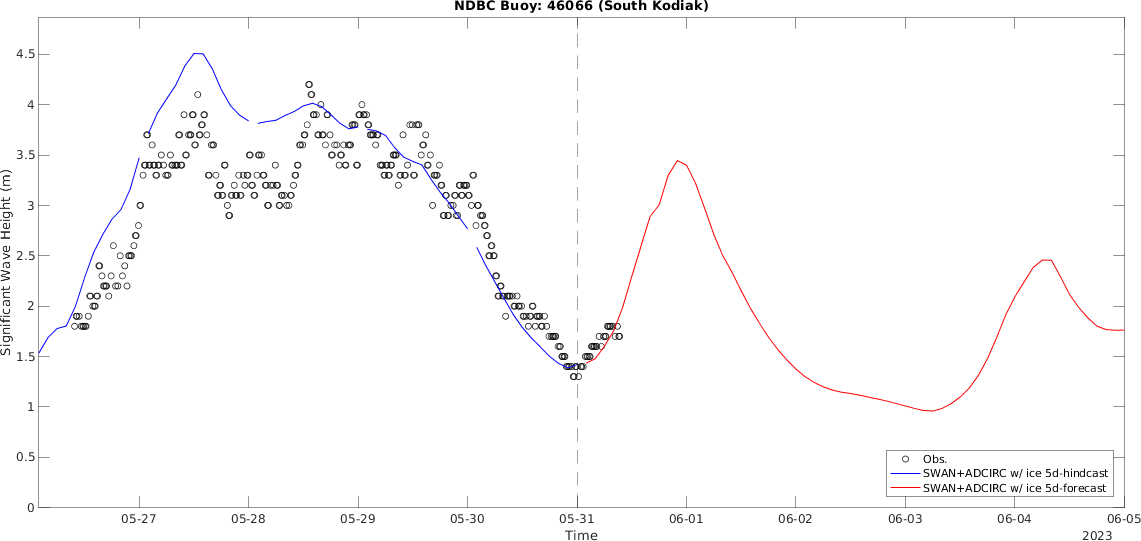 NDBC Buoy: 46066 (South Kodiak)
4.5
4
3.5
3
2.5
2
1.5
1
0.5
0
Significant Wave Height (m)
05-27 05-28 05-29 05-30 05-31 06-01 06-02 06-03 06-04 06-05
Time
2023
Obs.
SWAN+ADCIRC w/ ice 5d-hindcast
SWAN+ADCIRC w/ ice 5d-forecast